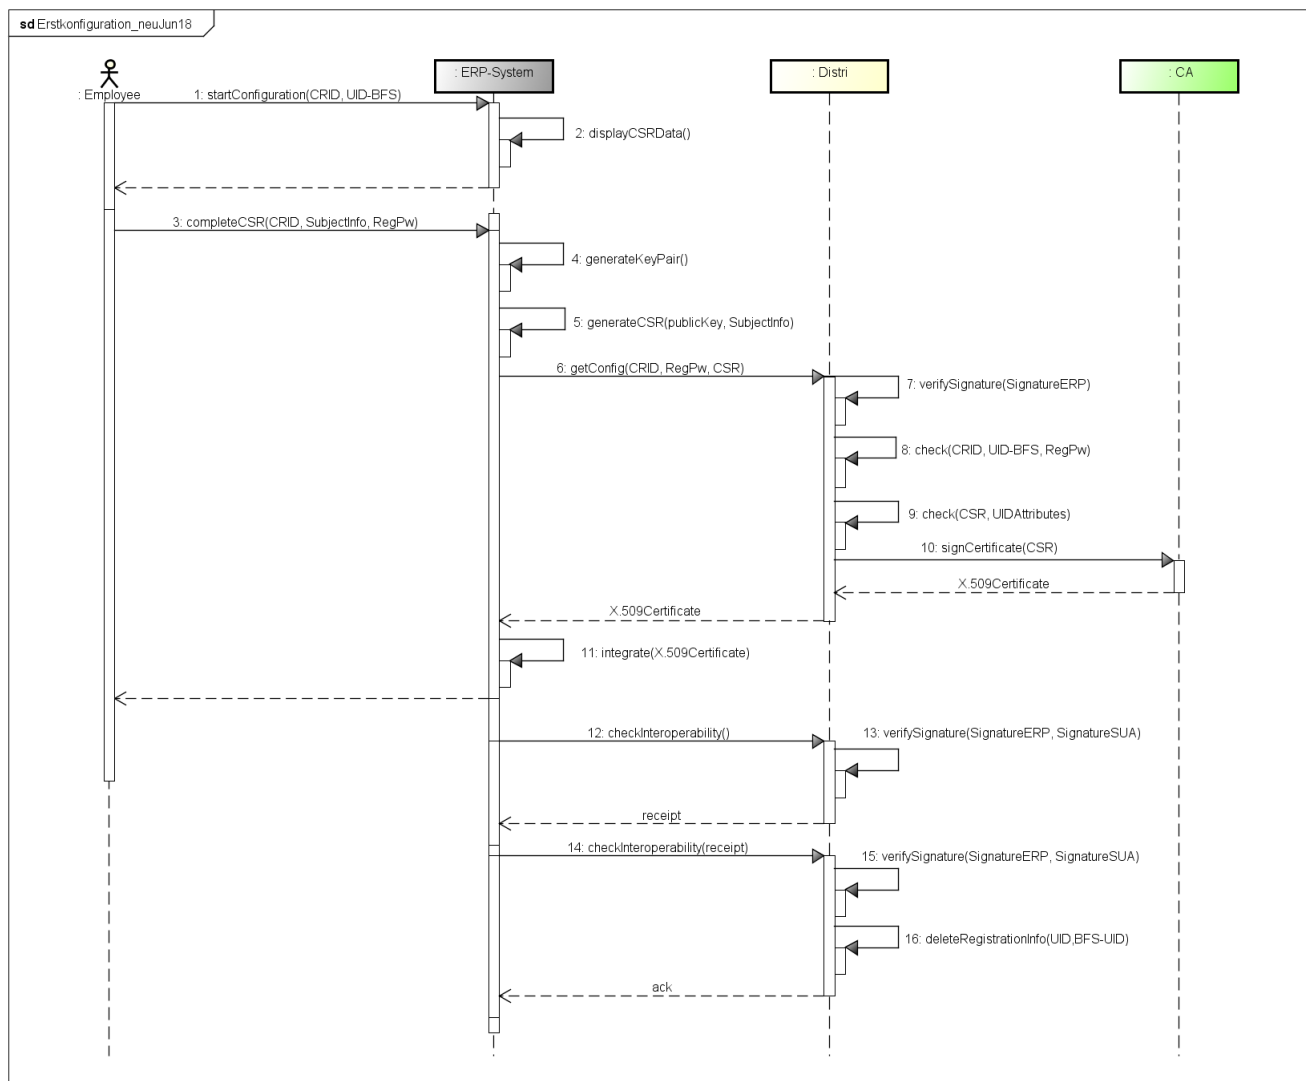 sd Erstkonfiguration_neuJun18
: Employee
: ERP-System
: Distri
: CA
1: startConfiguration(CRID, UID-BFS)
2: displayCSRData()
3: completeCSR(CRID, SubjectInfo, RegPw)
4: generateKeyPair()
5: generateCSR(publicKey, SubjectInfo)
6: getConfig(CRID, RegPw, CSR)
7: verifySignature(SignatureERP)
8: check(CRID, UID-BFS, RegPw)
9: check(CSR, UIDAttributes)
10: signCertificate(CSR)
X.509Certificate
X.509Certificate
11: integrate(X.509Certificate)
12: checkInteroperability()
13: verifySignature(SignatureERP, SignatureSUA)
receipt
14: checkInteroperability(receipt)
15: verifySignature(SignatureERP, SignatureSUA)
16: deleteRegistrationInfo(UID,BFS-UID)
ack